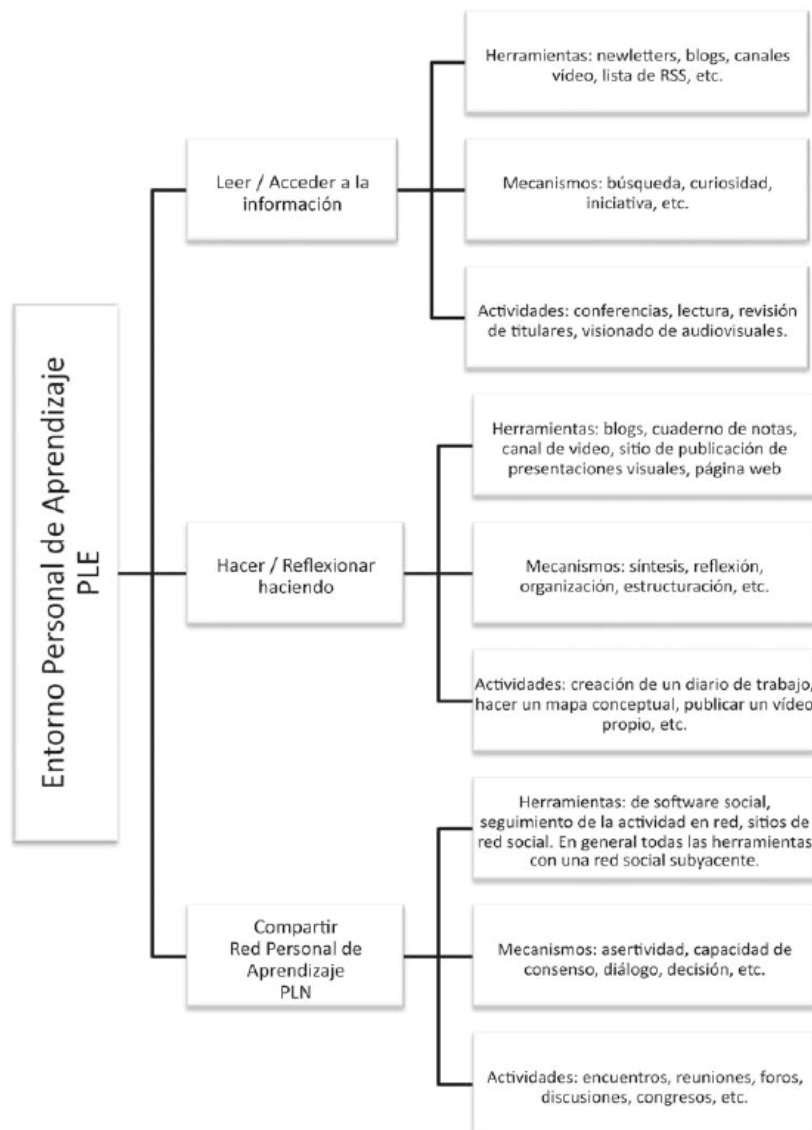 Entorno Personal de Aprendizaje
PLE
Leer / Acceder a la
información
Herramientas: newletters, blogs, canales
vídeo, lista de RSS, etc.
Mecanismos: búsqueda, curiosidad,
iniciativa, etc.
Actividades: conferencias, lectura, revisión
de titulares, visionado de audiovisuales.
Hacer / Reflexionar
haciendo
Herramientas: blogs, cuaderno de notas,
canal de video, sitio de publicación de
presentaciones visuales, página web
Mecanismos: síntesis, reflexión,
organización, estructuración, etc.
Actividades: creación de un diario de trabajo,
hacer un mapa conceptual, publicar un vídeo
propio, etc.
Compartir
Red Personal de
Aprendizaje
PLN
Herramientas: de software social,
seguimiento de la actividad en red, sitios de
red social. En general todas las herramientas
con una red social subyacente.
Mecanismos: asertividad, capacidad de
consenso, diálogo, decisión, etc.
Actividades: encuentros, reuniones, foros,
discusiones, congresos, etc.